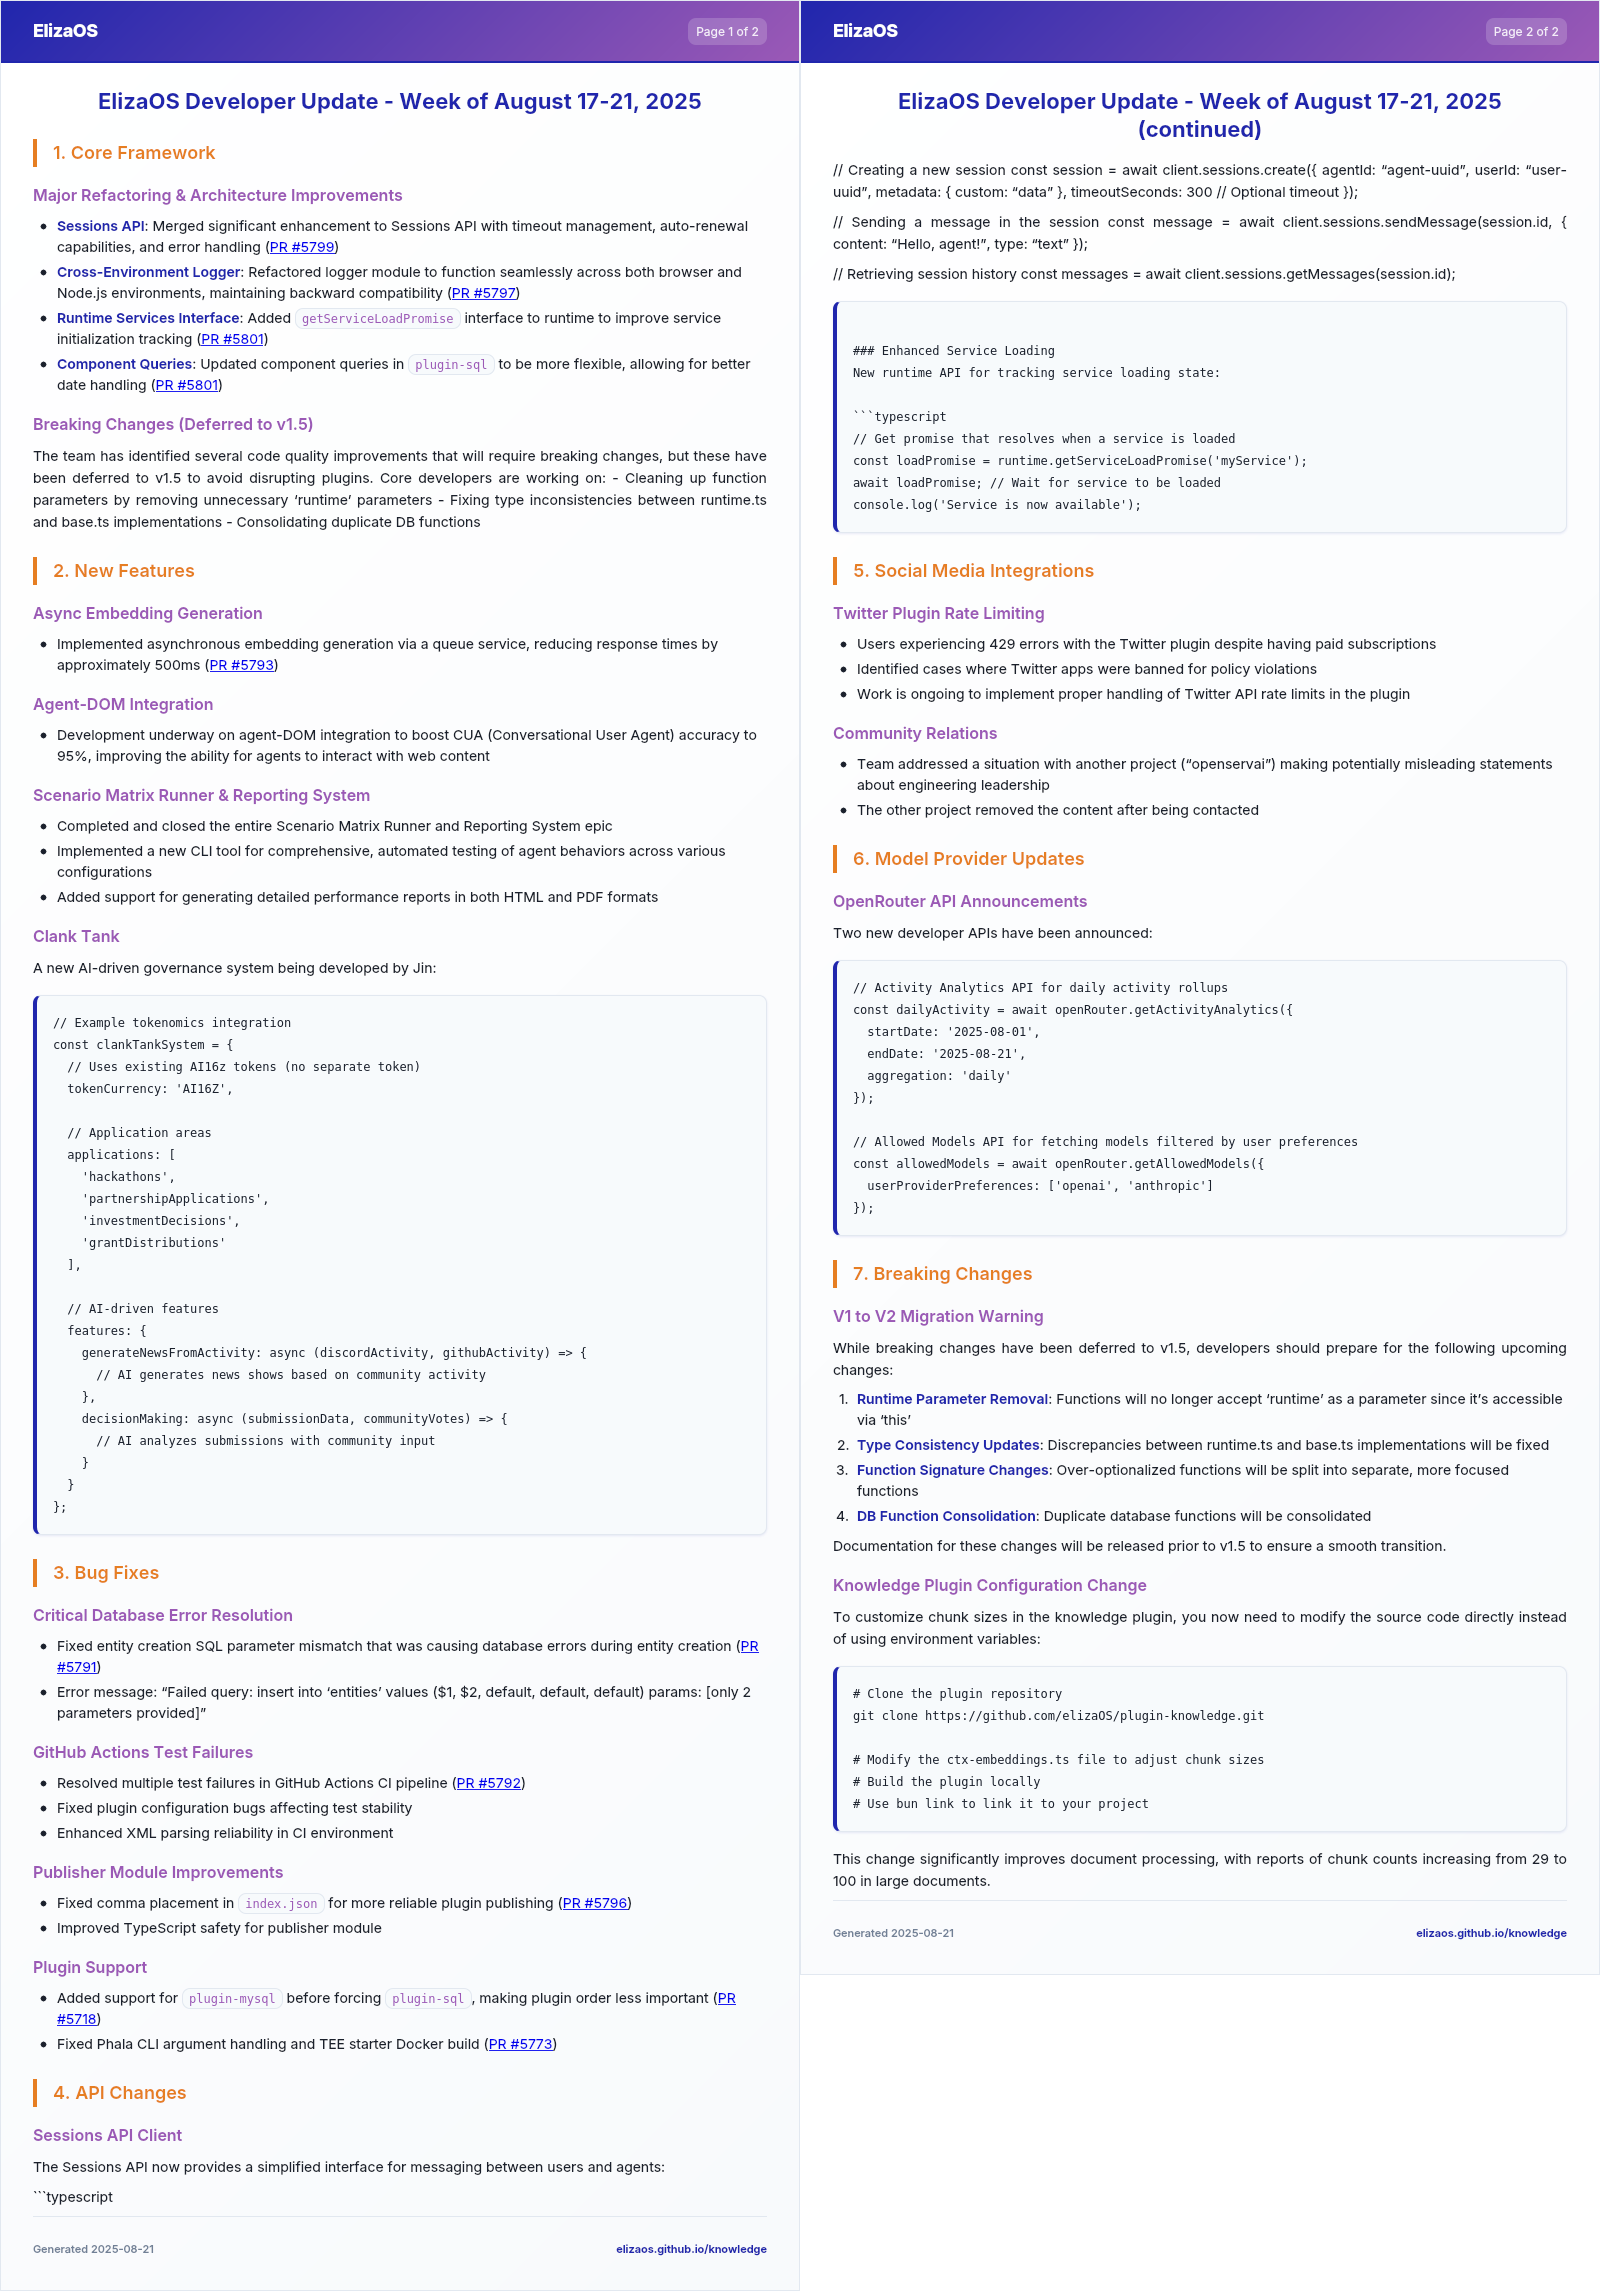 ElizaOS
Page 1 of 2
ElizaOS Developer Update - Week of August 17-21, 2025
1. Core Framework
Major Refactoring & Architecture Improvements
• Sessions API: Merged significant enhancement to Sessions API with timeout management, auto-renewal
capabilities, and error handling (PR #5799)
• Cross-Environment Logger: Refactored logger module to function seamlessly across both browser and
Node.js environments, maintaining backward compatibility (PR #5797)
• Runtime Services Interface: Added getServiceLoadPromise interface to runtime to improve service
initialization tracking (PR #5801)
• Component Queries: Updated component queries in plugin-sql to be more flexible, allowing for better
date handling (PR #5801)
Breaking Changes (Deferred to v1.5)
The team has identified several code quality improvements that will require breaking changes, but these have
been deferred to v1.5 to avoid disrupting plugins. Core developers are working on: - Cleaning up function
parameters by removing unnecessary ‘runtime’ parameters - Fixing type inconsistencies between runtime.ts
and base.ts implementations - Consolidating duplicate DB functions
2. New Features
Async Embedding Generation
• Implemented asynchronous embedding generation via a queue service, reducing response times by
approximately 500ms (PR #5793)
Agent-DOM Integration
• Development underway on agent-DOM integration to boost CUA (Conversational User Agent) accuracy to
95%, improving the ability for agents to interact with web content
Scenario Matrix Runner & Reporting System
• Completed and closed the entire Scenario Matrix Runner and Reporting System epic
• Implemented a new CLI tool for comprehensive, automated testing of agent behaviors across various
configurations
• Added support for generating detailed performance reports in both HTML and PDF formats
Clank Tank
A new AI-driven governance system being developed by Jin:
// Example tokenomics integration
const clankTankSystem = {
  // Uses existing AI16z tokens (no separate token)
  tokenCurrency: 'AI16Z',
  // Application areas
  applications: [
    'hackathons',
    'partnershipApplications',
    'investmentDecisions',
    'grantDistributions'
  ],
  // AI-driven features
  features: {
    generateNewsFromActivity: async (discordActivity, githubActivity) => {
      // AI generates news shows based on community activity
    },
    decisionMaking: async (submissionData, communityVotes) => {
      // AI analyzes submissions with community input
    }
  }
};
3. Bug Fixes
Critical Database Error Resolution
• Fixed entity creation SQL parameter mismatch that was causing database errors during entity creation (PR
#5791)
• Error message: “Failed query: insert into ‘entities’ values ($1, $2, default, default, default) params: [only 2
parameters provided]”
GitHub Actions Test Failures
• Resolved multiple test failures in GitHub Actions CI pipeline (PR #5792)
• Fixed plugin configuration bugs affecting test stability
• Enhanced XML parsing reliability in CI environment
Publisher Module Improvements
• Fixed comma placement in index.json for more reliable plugin publishing (PR #5796)
• Improved TypeScript safety for publisher module
Plugin Support
• Added support for plugin-mysql before forcing plugin-sql, making plugin order less important (PR
#5718)
• Fixed Phala CLI argument handling and TEE starter Docker build (PR #5773)
4. API Changes
Sessions API Client
The Sessions API now provides a simplified interface for messaging between users and agents:
```typescript
Generated 2025-08-21
elizaos.github.io/knowledge
ElizaOS
Page 2 of 2
ElizaOS Developer Update - Week of August 17-21, 2025
(continued)
// Creating a new session const session = await client.sessions.create({ agentId: “agent-uuid”, userId: “user-
uuid”, metadata: { custom: “data” }, timeoutSeconds: 300 // Optional timeout });
// Sending a message in the session const message = await client.sessions.sendMessage(session.id, {
content: “Hello, agent!”, type: “text” });
// Retrieving session history const messages = await client.sessions.getMessages(session.id);
### Enhanced Service Loading
New runtime API for tracking service loading state:
```typescript
// Get promise that resolves when a service is loaded
const loadPromise = runtime.getServiceLoadPromise('myService');
await loadPromise; // Wait for service to be loaded
console.log('Service is now available');
5. Social Media Integrations
Twitter Plugin Rate Limiting
• Users experiencing 429 errors with the Twitter plugin despite having paid subscriptions
• Identified cases where Twitter apps were banned for policy violations
• Work is ongoing to implement proper handling of Twitter API rate limits in the plugin
Community Relations
• Team addressed a situation with another project (“openservai”) making potentially misleading statements
about engineering leadership
• The other project removed the content after being contacted
6. Model Provider Updates
OpenRouter API Announcements
Two new developer APIs have been announced:
// Activity Analytics API for daily activity rollups
const dailyActivity = await openRouter.getActivityAnalytics({
  startDate: '2025-08-01',
  endDate: '2025-08-21',
  aggregation: 'daily'
});
// Allowed Models API for fetching models filtered by user preferences
const allowedModels = await openRouter.getAllowedModels({
  userProviderPreferences: ['openai', 'anthropic']
});
7. Breaking Changes
V1 to V2 Migration Warning
While breaking changes have been deferred to v1.5, developers should prepare for the following upcoming
changes:
1. Runtime Parameter Removal: Functions will no longer accept ‘runtime’ as a parameter since it’s accessible
via ‘this’
2. Type Consistency Updates: Discrepancies between runtime.ts and base.ts implementations will be fixed
3. Function Signature Changes: Over-optionalized functions will be split into separate, more focused
functions
4. DB Function Consolidation: Duplicate database functions will be consolidated
Documentation for these changes will be released prior to v1.5 to ensure a smooth transition.
Knowledge Plugin Configuration Change
To customize chunk sizes in the knowledge plugin, you now need to modify the source code directly instead
of using environment variables:
# Clone the plugin repository
git clone https://github.com/elizaOS/plugin-knowledge.git
# Modify the ctx-embeddings.ts file to adjust chunk sizes
# Build the plugin locally
# Use bun link to link it to your project
This change significantly improves document processing, with reports of chunk counts increasing from 29 to
100 in large documents.
Generated 2025-08-21
elizaos.github.io/knowledge